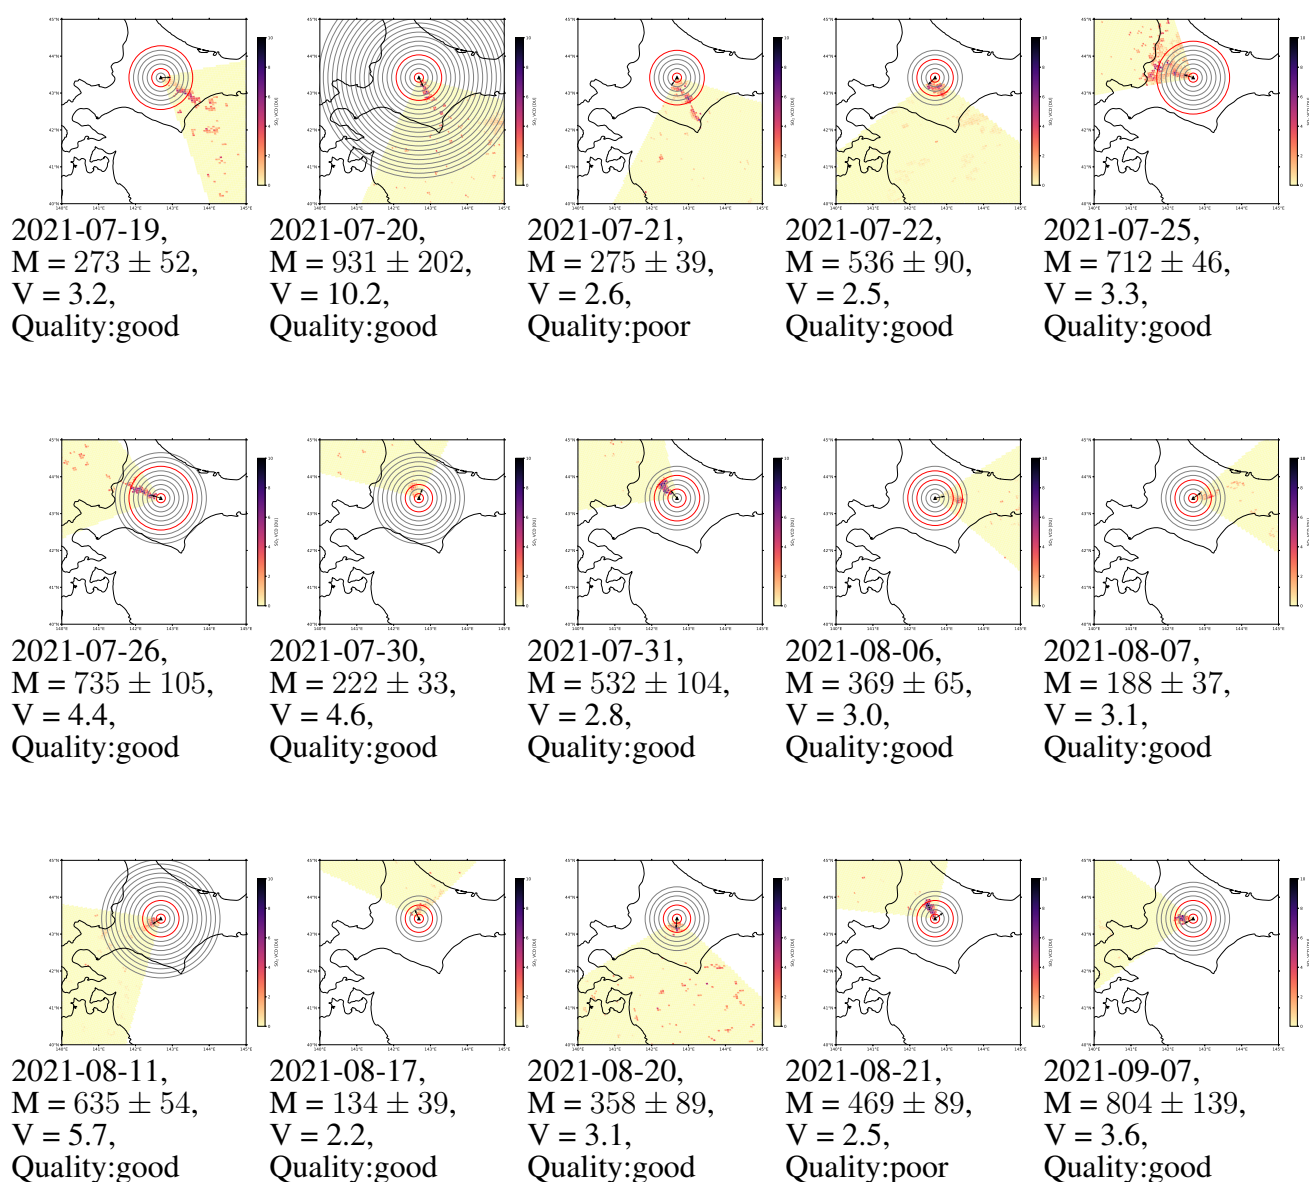 2021-07-19,
M = 273 ± 52,
V = 3.2,
Quality:good
2021-07-20,
M = 931 ± 202,
V = 10.2,
Quality:good
2021-07-21,
M = 275 ± 39,
V = 2.6,
Quality:poor
2021-07-22,
M = 536 ± 90,
V = 2.5,
Quality:good
2021-07-25,
M = 712 ± 46,
V = 3.3,
Quality:good
2021-07-26,
M = 735 ± 105,
V = 4.4,
Quality:good
2021-07-30,
M = 222 ± 33,
V = 4.6,
Quality:good
2021-07-31,
M = 532 ± 104,
V = 2.8,
Quality:good
2021-08-06,
M = 369 ± 65,
V = 3.0,
Quality:good
2021-08-07,
M = 188 ± 37,
V = 3.1,
Quality:good
2021-08-11,
M = 635 ± 54,
V = 5.7,
Quality:good
2021-08-17,
M = 134 ± 39,
V = 2.2,
Quality:good
2021-08-20,
M = 358 ± 89,
V = 3.1,
Quality:good
2021-08-21,
M = 469 ± 89,
V = 2.5,
Quality:poor
2021-09-07,
M = 804 ± 139,
V = 3.6,
Quality:good